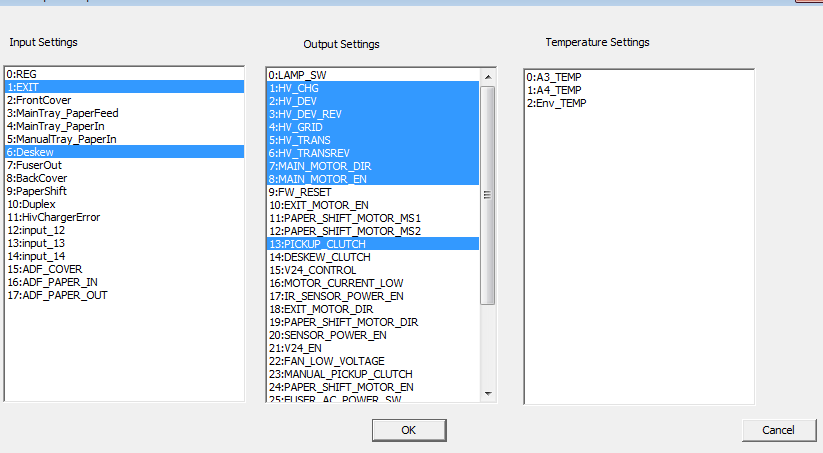 Input Settings
0:REG
1:EXIT
2:FrontCover
3:MainTray_PaperFeed
4:MainTray_PaperIn
5:ManualTray_PaperIn
6:Deskew
7:FuserOut
8:BackCover
9:PaperShift
10:Duplex
11:HivChargerError
12:input_12
13:input_13
14:input_14
15:ADF_COVER
16:ADF_PAPER_IN
17:ADF_PAPER_OUT
Output Settings
0:LAMP_SW
1:HV_CHG
2:HV_DEV
3:HV_DEV_REV
4:HV_GRID
5:HV_TRANS
6:HV_TRANSREV
7:MAIN_MOTOR_DIR
8:MAIN_MOTOR_EN
9:FW_RESET
10:EXIT_MOTOR_EN
11:PAPER_SHIFT_MOTOR_MS1
12:PAPER_SHIFT_MOTOR_MS2
13:PICKUP_CLUTCH
14:DESKEW_CLUTCH
15:V24_CONTROL
16:MOTOR_CURRENT_LOW
17:IR_SENSOR_POWER_EN
18:EXIT_MOTOR_DIR
19:PAPER_SHIFT_MOTOR_DIR
20:SENSOR_POWER_EN
21:V24_EN
22:FAN_LOW_VOLTAGE
23:MANUAL_PICKUP_CLUTCH
24:PAPER_SHIFT_MOTOR_EN
25:FUSER_AC_POWER_SW
Temperature Settings
0:A3_TEMP
1:A4_TEMP
2:Env_TEMP
OK
Cancel